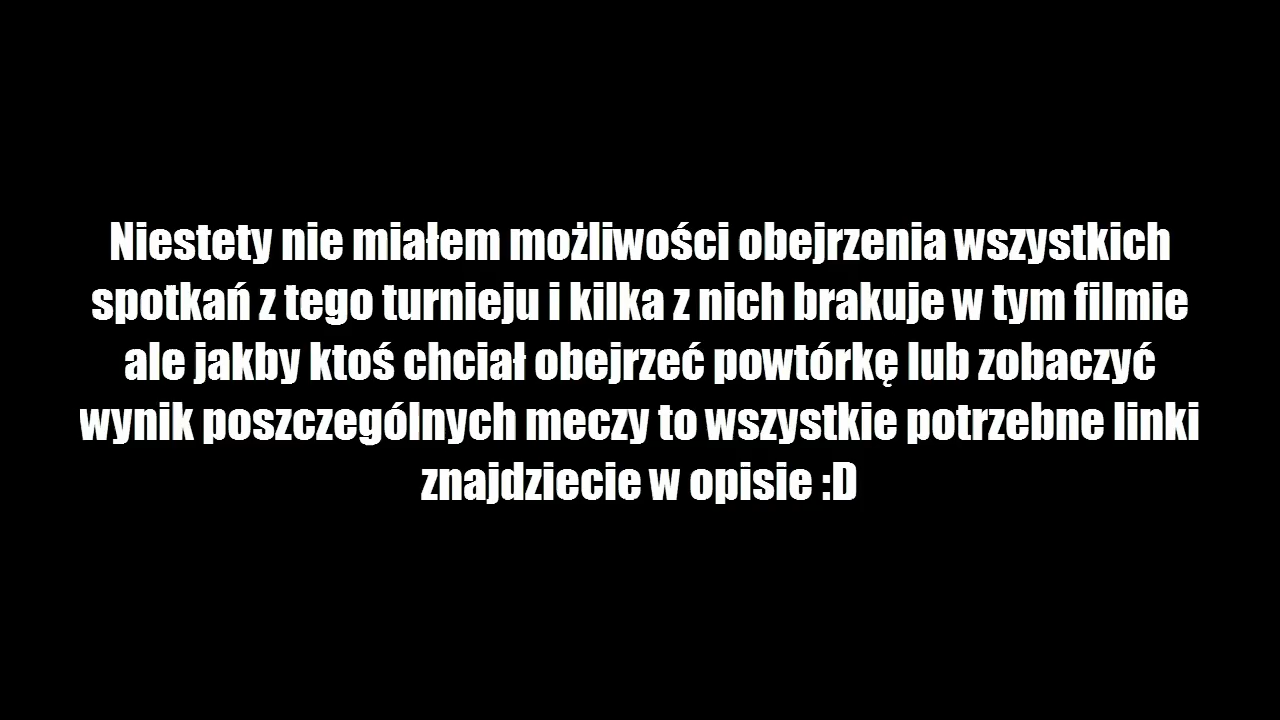 Niestety nie miałem możliwości obejrzenia wszystkich
spotkań z tego turnieju i kilka z nich brakuje w tym filmie
ale jakby ktoś chciał obejrzeć powtórkę lub zobaczyć
wynik poszczególnych meczy to wszystkie potrzebne linki
znajdziecie w opisie :D